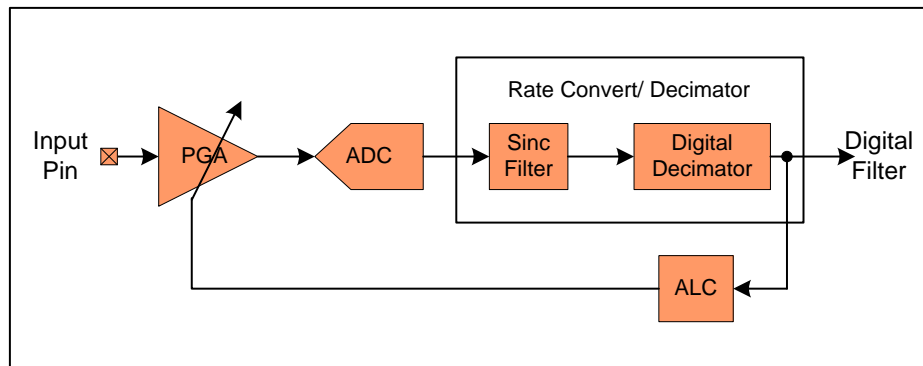 Rate Convert/ Decimator
Input
Pin
PGA
ADC
Sinc
Filter
Digital
Decimator
Digital
Filter
ALC